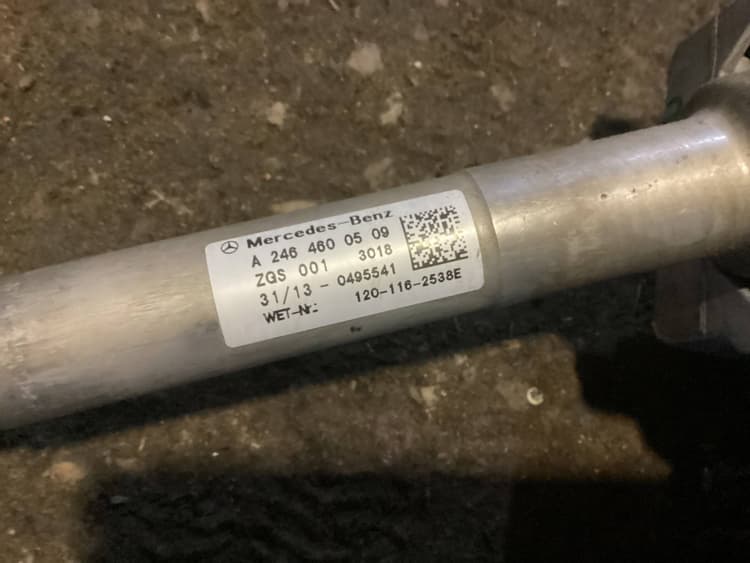 Mercedes-Benz
A 246 460 05 09
ZGS 001 3018
31/13 - 0495541
WET-Nr.: 120-116-2538E